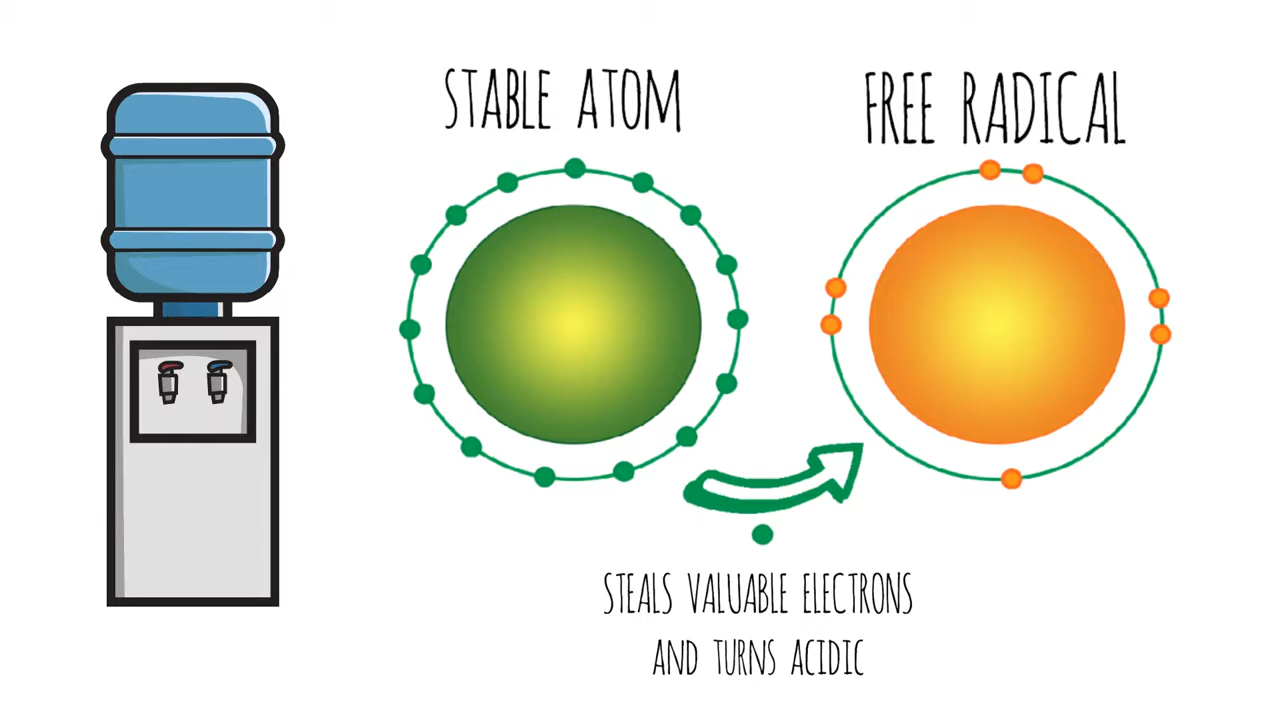 STABLE ATOM
FREE RADICAL
STEALS VALUABLE ELECTRONS
AND TURNS ACIDIC